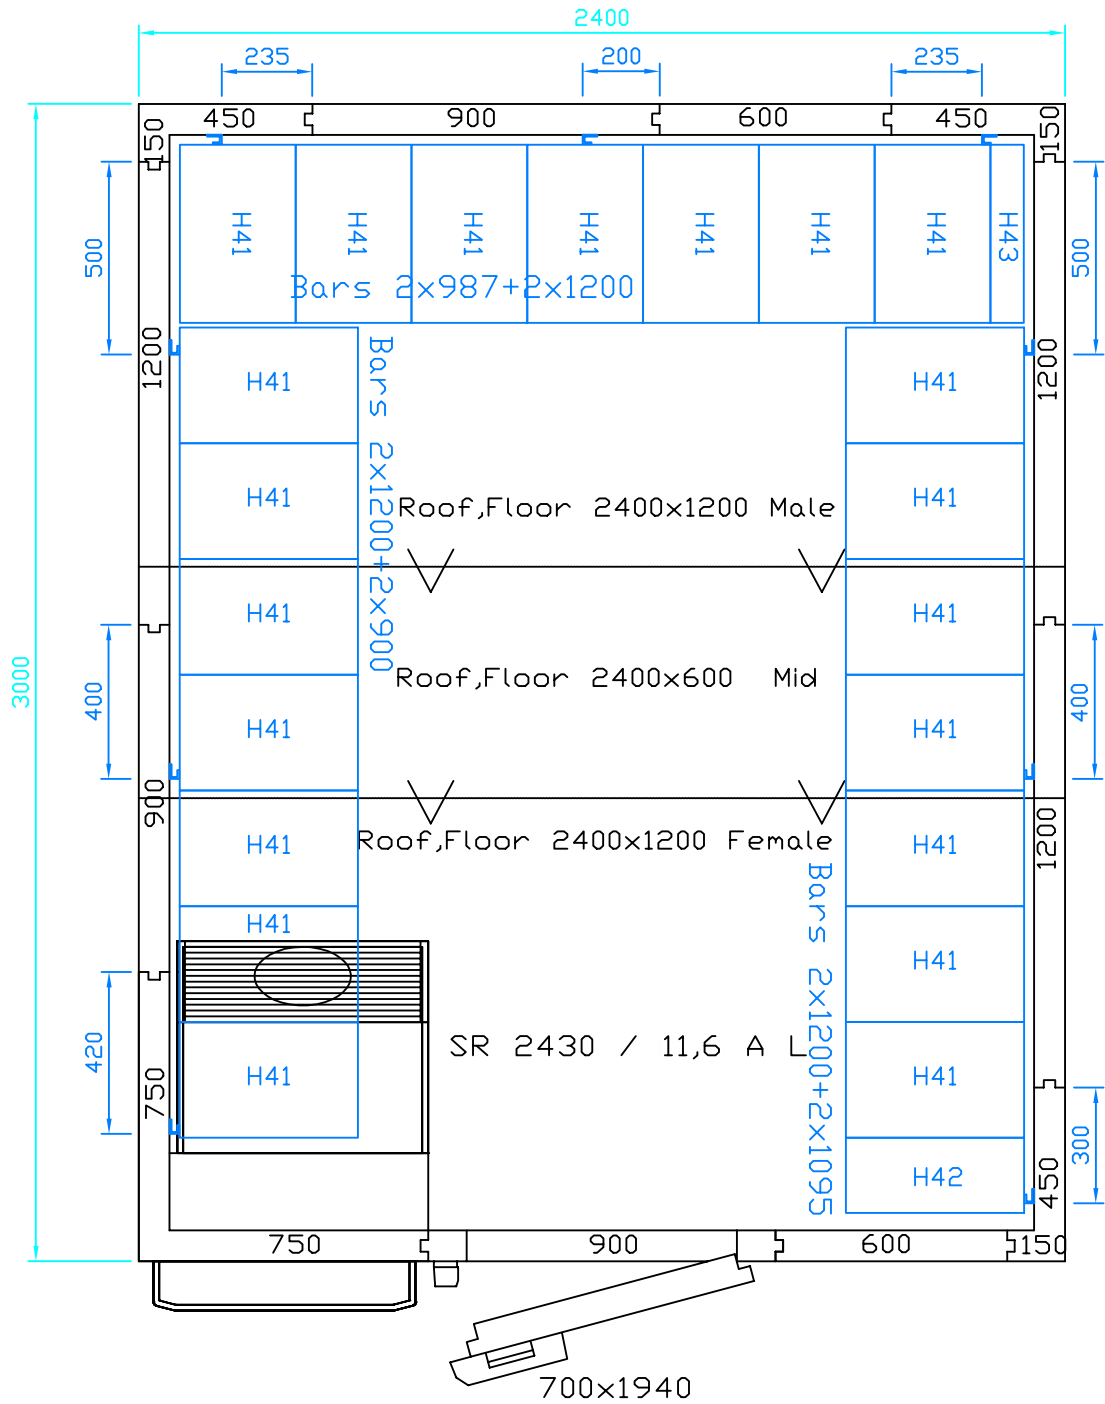 2400
235 200 235
450 900 600 450
150 150
H41 H41 H41 H41 H41 H41 H41 H43
500 500
Bars 2x987+2x1200
1200 1200
H41 H41
Bars 2x1200+2x900
H41 H41
Roof,Floor 2400x1200 Male
H41 H41
3000
Roof,Floor 2400x600 Mid
400 400
H41 H41
900 1200
Roof,Floor 2400x1200 Female
H41 H41
Bars 2x1200+2x1095
H41
H41
420
SR 2430 / 11,6 A L
750
H41 H41
300
450
H42
750 900 600 150
700x1940